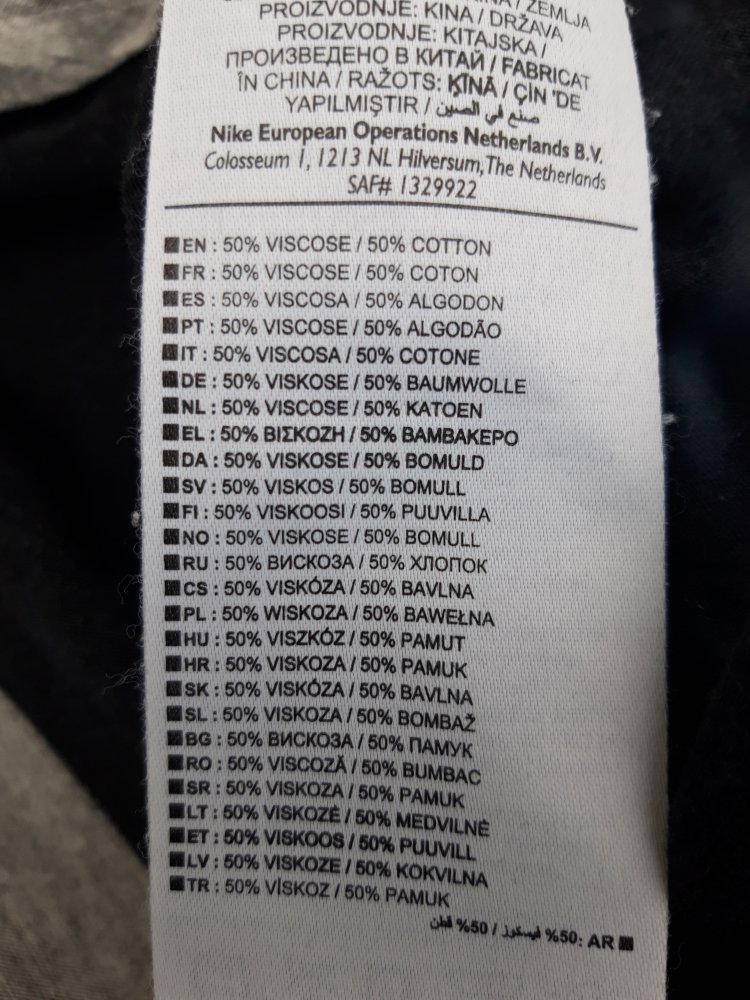 ZEMLJA
PROIZVODNJE: KINA / DRŽAVA
PROIZVODNJE: KITAJSKA /
ПРОИЗВЕДЕНО В КИТАЙ / FABRICAT
ÎN CHINA / RAŽOTS: ĶĪNĀ / ÇİN 'DE
YAPILMIŞTIR / صنع في الصين
Nike European Operations Netherlands B.V.
Colosseum 1, 1213 NL Hilversum, The Netherlands
SAF# 1329922
EN : 50% VISCOSE / 50% COTTON
FR : 50% VISCOSE / 50% COTON
ES : 50% VISCOSA / 50% ALGODON
PT : 50% VISCOSE / 50% ALGODÃO
IT : 50% VISCOSA / 50% COTONE
DE : 50% VISKOSE / 50% BAUMWOLLE
NL : 50% VISCOSE / 50% KATOEN
EL : 50% ΒΙΣΚΟΖΗ / 50% ΒΑΜΒΑΚΕΡΟ
DA : 50% VISKOSE / 50% BOMULD
SV : 50% VISKOS / 50% BOMULL
FI : 50% VISKOOSI / 50% PUUVILLA
NO : 50% VISKOSE / 50% BOMULL
RU : 50% ВИСКОЗА / 50% ХЛОПОК
CS : 50% VISKÓZA / 50% BAVLNA
PL : 50% WISKOZA / 50% BAWEŁNA
HU : 50% VISZKÓZ / 50% PAMUT
HR : 50% VISKOZA / 50% PAMUK
SK : 50% VISKÓZA / 50% BAVLNA
SL : 50% VISKOZA / 50% BOMBAŽ
BG : 50% ВИСКОЗА / 50% ПАМУК
RO : 50% VISCOZĂ / 50% BUMBAC
SR : 50% VISKOZA / 50% PAMUK
LT : 50% VISKOZĖ / 50% MEDVILNĖ
ET : 50% VISKOOS / 50% PUUVILL
LV : 50% VISKOZE / 50% KOKVILNA
TR : 50% VİSKOZ / 50% PAMUK
AR :50% فيسكوز / 50% قطن